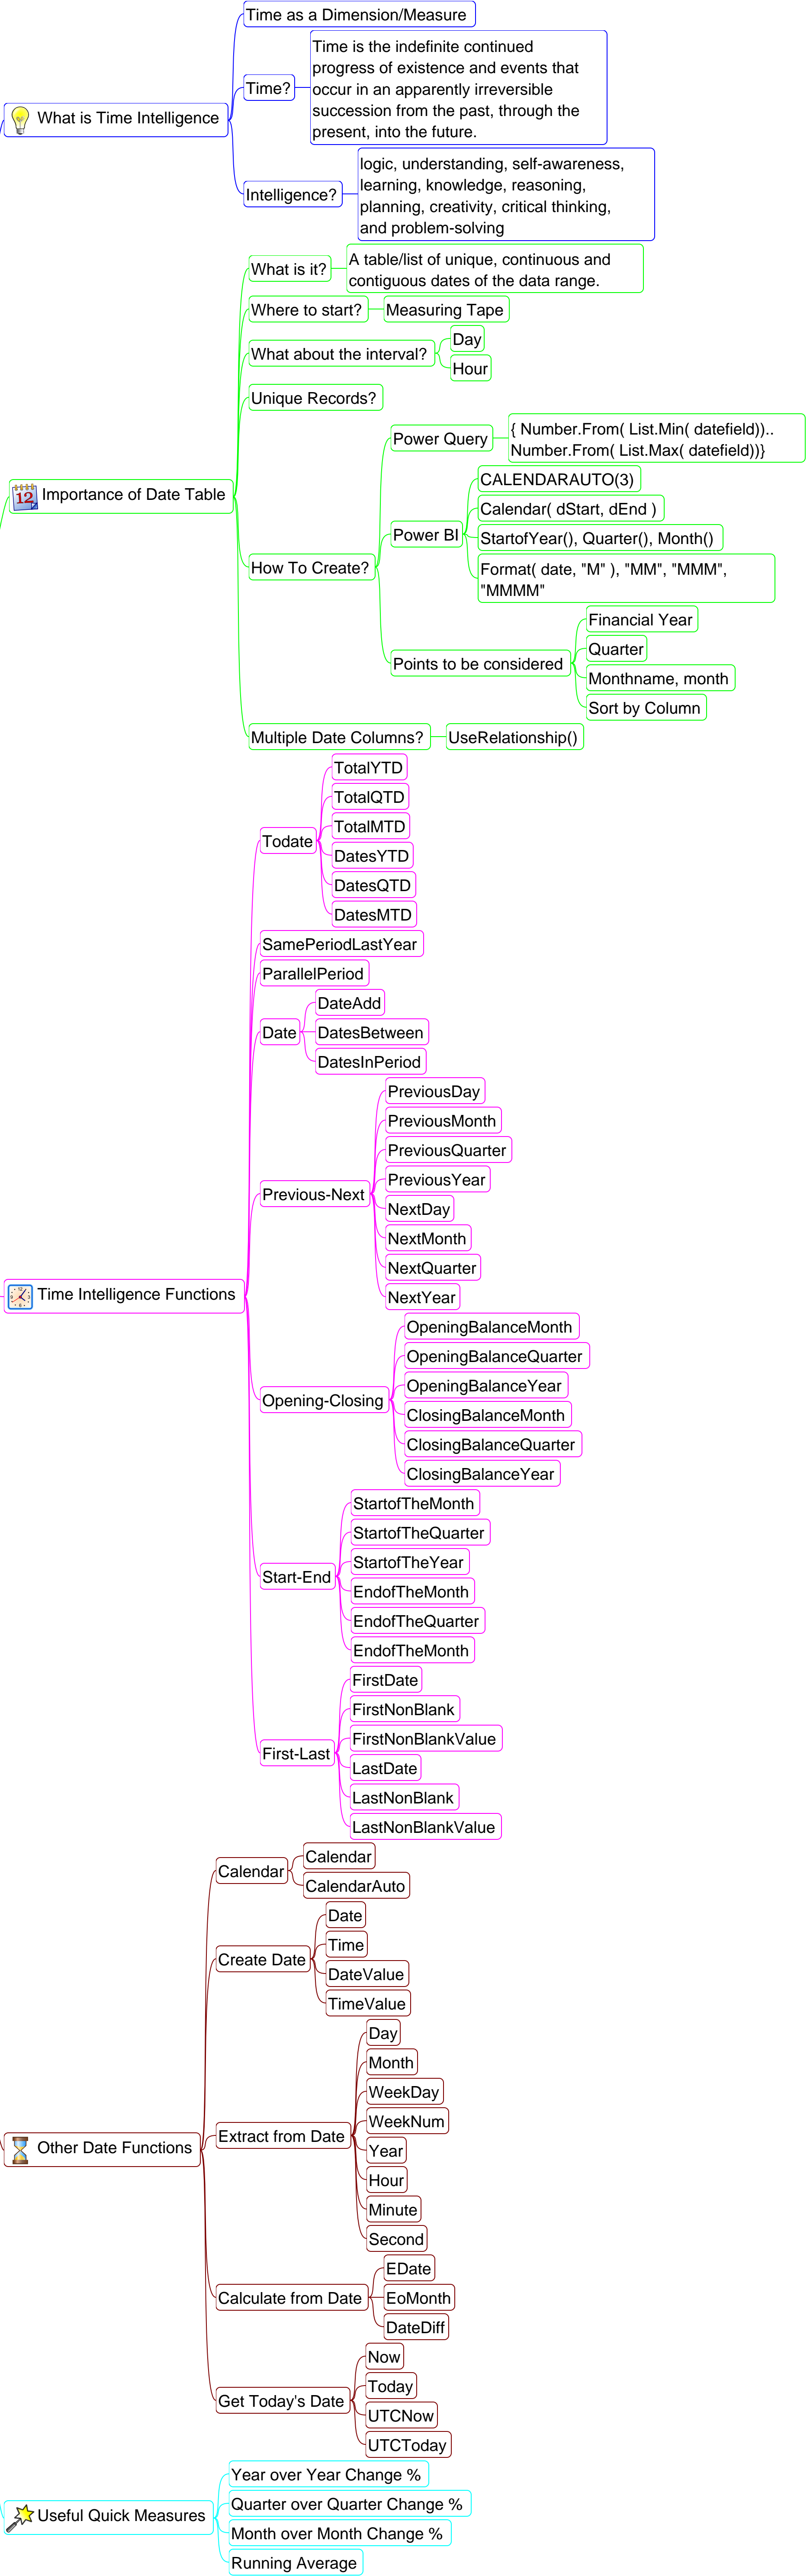 What is Time Intelligence
Time as a Dimension/Measure
Time?
Time is the indefinite continued
progress of existence and events that
occur in an apparently irreversible
succession from the past, through the
present, into the future.
Intelligence?
logic, understanding, self-awareness,
learning, knowledge, reasoning,
planning, creativity, critical thinking,
and problem-solving
12
Importance of Date Table
What is it?
A table/list of unique, continuous and
contiguous dates of the data range.
Where to start?
Measuring Tape
What about the interval?
Day
Hour
Unique Records?
How To Create?
Power Query
{ Number.From( List.Min( datefield))..
Number.From( List.Max( datefield))}
Power BI
CALENDARAUTO(3)
Calendar( dStart, dEnd )
StartofYear(), Quarter(), Month()
Format( date, "M" ), "MM", "MMM",
"MMMM"
Points to be considered
Financial Year
Quarter
Monthname, month
Sort by Column
Multiple Date Columns?
UseRelationship()
Time Intelligence Functions
Todate
TotalYTD
TotalQTD
TotalMTD
DatesYTD
DatesQTD
DatesMTD
SamePeriodLastYear
ParallelPeriod
Date
DateAdd
DatesBetween
DatesInPeriod
Previous-Next
PreviousDay
PreviousMonth
PreviousQuarter
PreviousYear
NextDay
NextMonth
NextQuarter
NextYear
Opening-Closing
OpeningBalanceMonth
OpeningBalanceQuarter
OpeningBalanceYear
ClosingBalanceMonth
ClosingBalanceQuarter
ClosingBalanceYear
Start-End
StartofTheMonth
StartofTheQuarter
StartofTheYear
EndofTheMonth
EndofTheQuarter
EndofTheMonth
First-Last
FirstDate
FirstNonBlank
FirstNonBlankValue
LastDate
LastNonBlank
LastNonBlankValue
Other Date Functions
Calendar
Calendar
CalendarAuto
Create Date
Date
Time
DateValue
TimeValue
Extract from Date
Day
Month
WeekDay
WeekNum
Year
Hour
Minute
Second
Calculate from Date
EDate
EoMonth
DateDiff
Get Today's Date
Now
Today
UTCNow
UTCToday
Useful Quick Measures
Year over Year Change %
Quarter over Quarter Change %
Month over Month Change %
Running Average